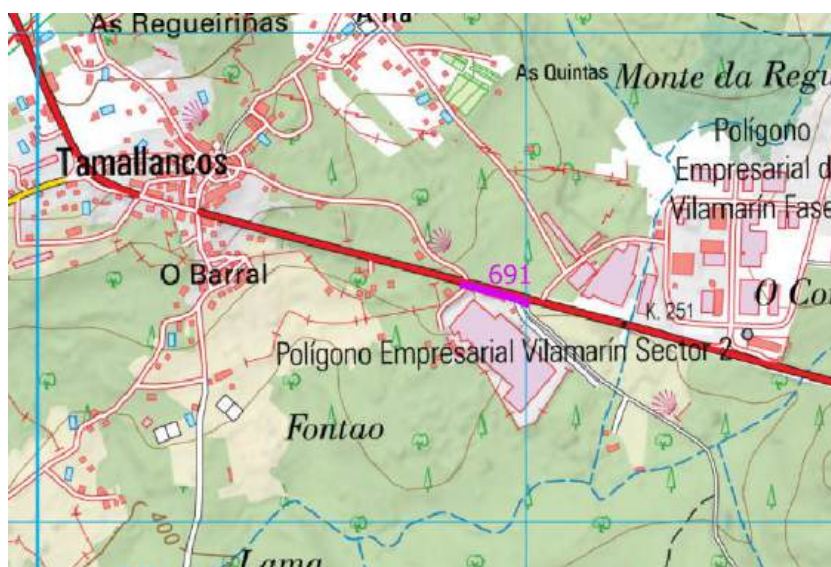 As Regueiriñas
As Quintas
Monte da Regu
Polígono
Empresarial d
Vilamarín Fase
Tamallancos
O Barral
691
K. 251
O Co
Polígono Empresarial Vilamarín Sector 2
Fontao
400
Lama